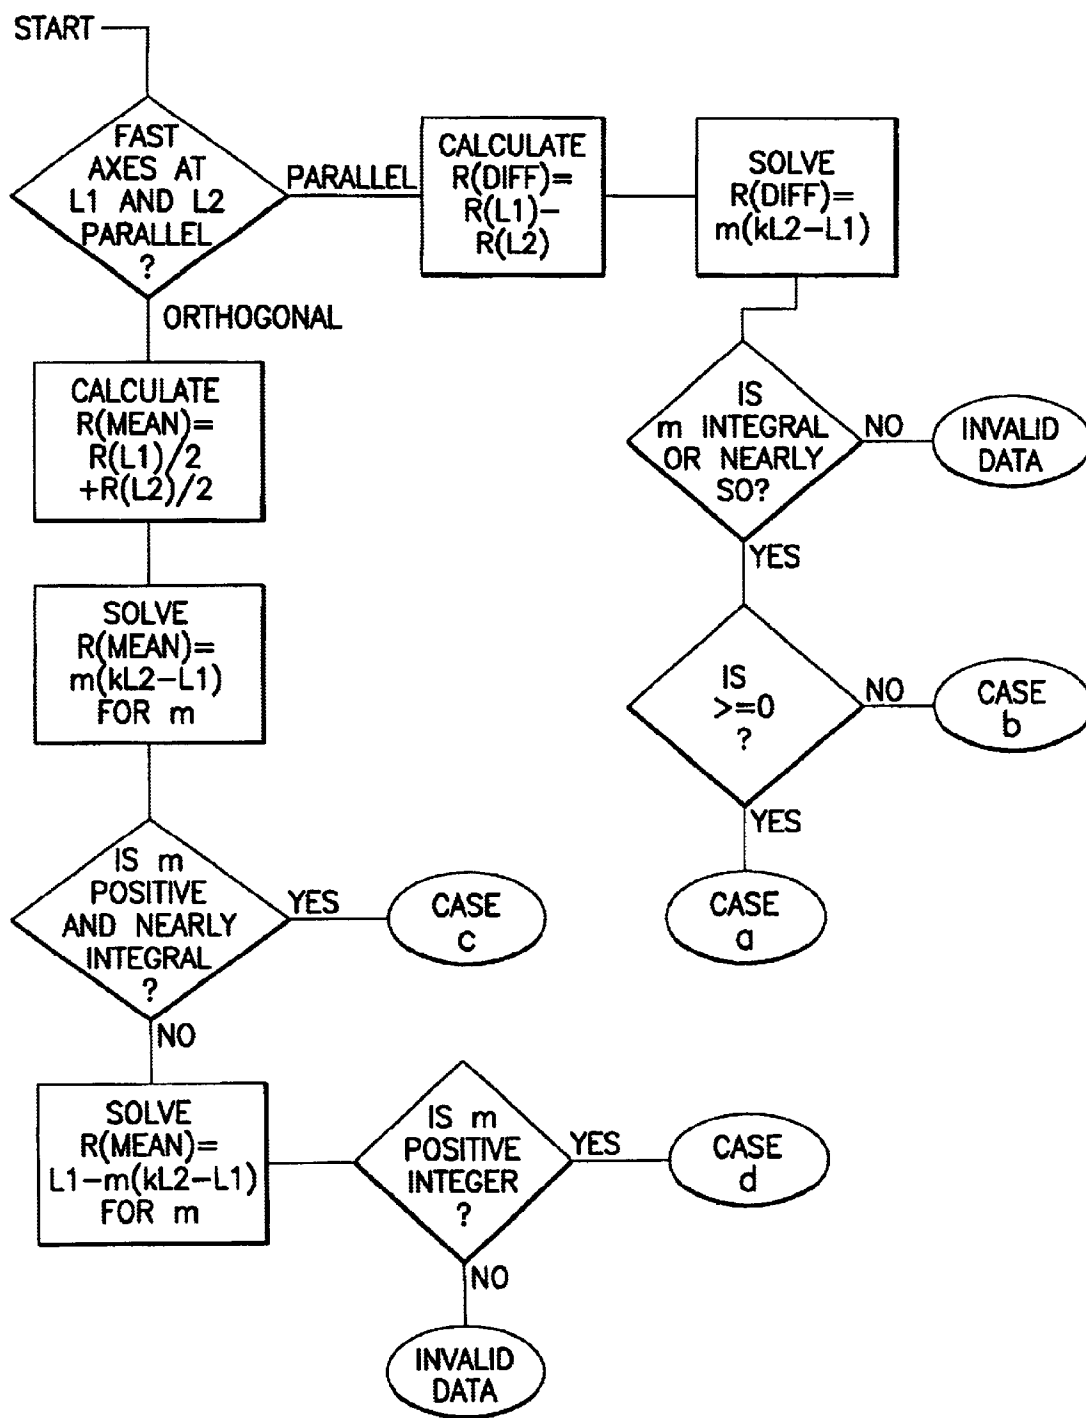 START
FAST
AXES AT
L1 AND L2
PARALLEL
?
PARALLEL
CALCULATE
R(DIFF)=
R(L1)-
R(L2)
SOLVE
R(DIFF)=
m(kL2-L1)
ORTHOGONAL
CALCULATE
R(MEAN)=
R(L1)/2
+R(L2)/2
IS
m INTEGRAL
OR NEARLY
SO?
NO
INVALID
DATA
YES
SOLVE
R(MEAN)=
m(kL2-L1)
FOR m
IS
>=0
?
NO
CASE
b
YES
CASE
a
IS m
POSITIVE
AND NEARLY
INTEGRAL
?
YES
CASE
c
NO
SOLVE
R(MEAN)=
L1-m(kL2-L1)
FOR m
IS m
POSITIVE
INTEGER
?
YES
CASE
d
NO
INVALID
DATA